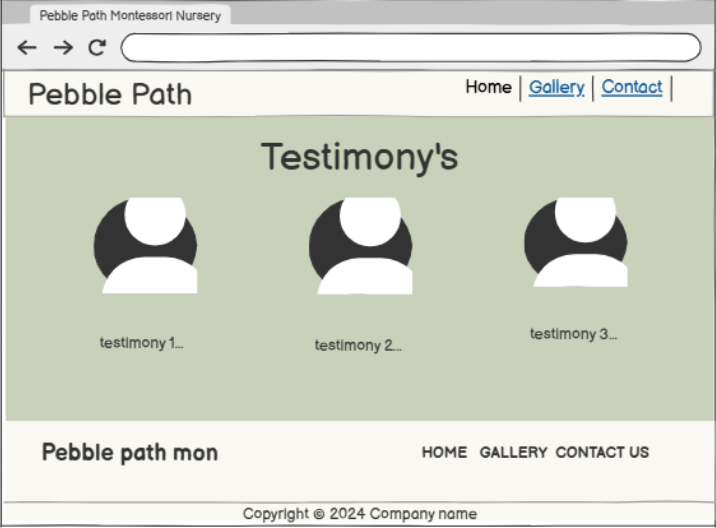 Pebble Path Montessori Nursery
Pebble Path
Home | Gallery | Contact |
Testimony's
testimony 1...
testimony 2...
testimony 3...
Pebble path mon
HOME GALLERY CONTACT US
Copyright © 2024 Company name